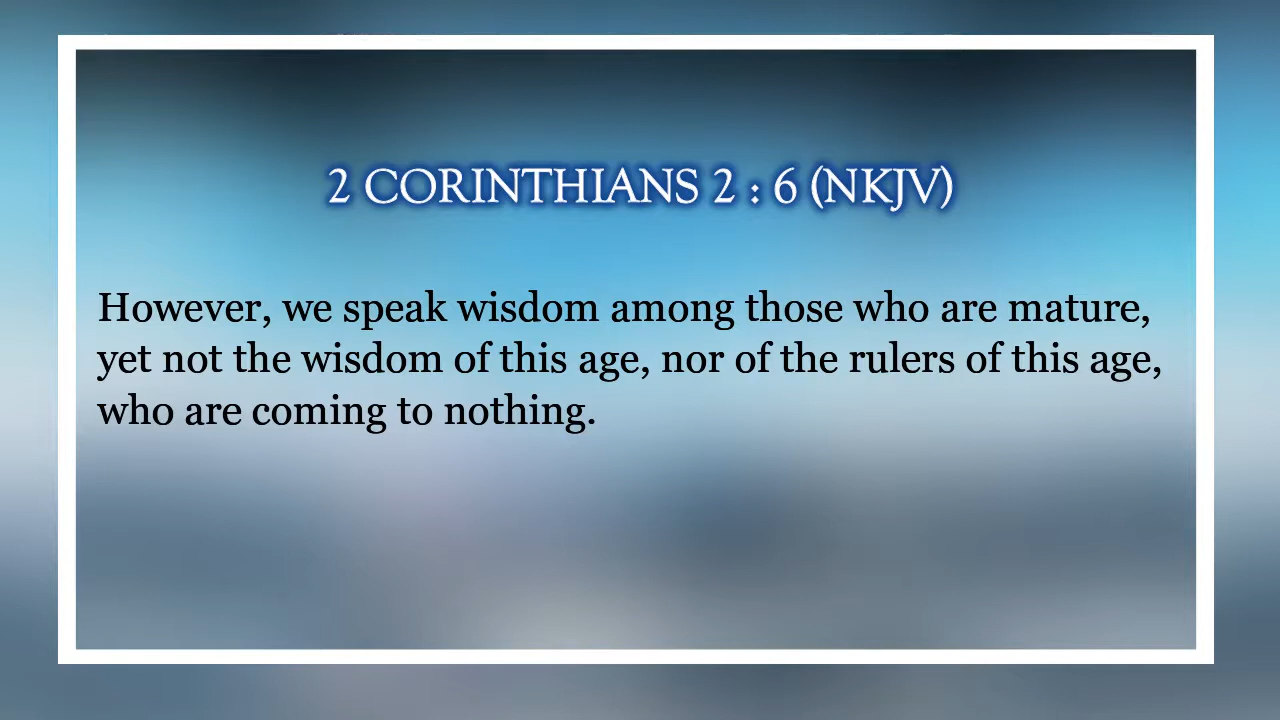 2 CORINTHIANS 2 : 6 (NKJV)
However, we speak wisdom among those who are mature,
yet not the wisdom of this age, nor of the rulers of this age,
who are coming to nothing.